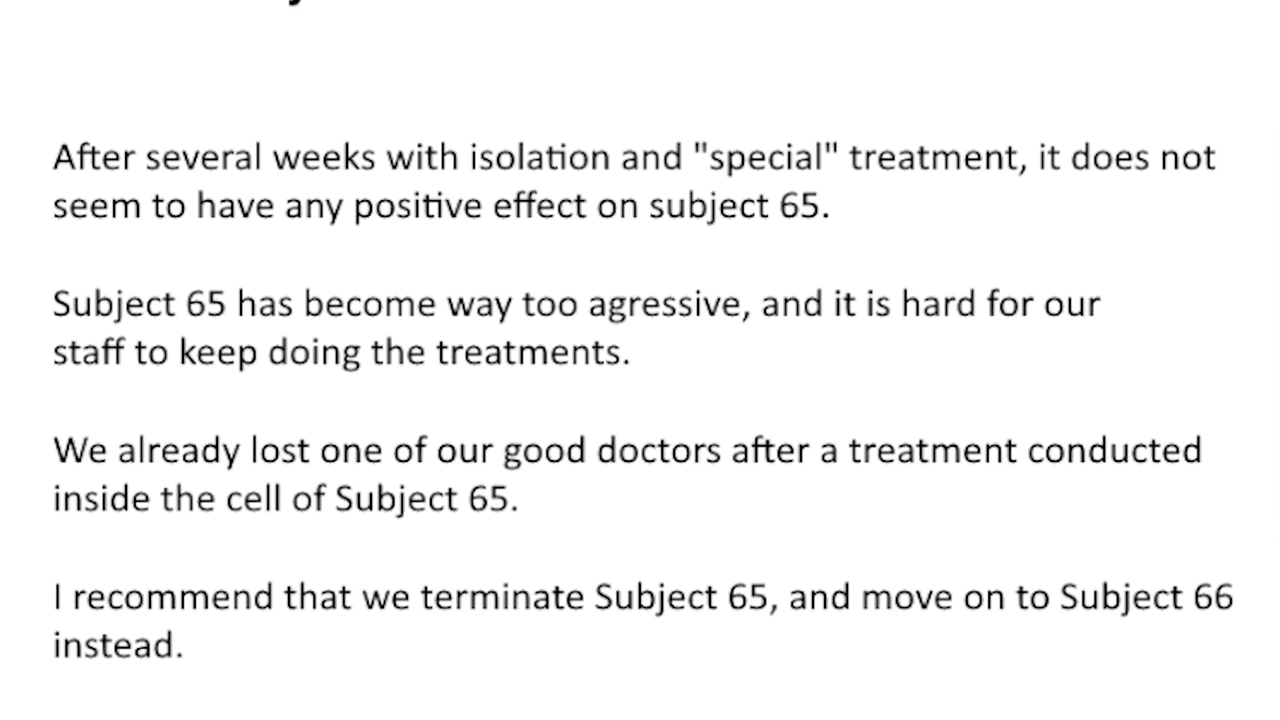 After several weeks with isolation and "special" treatment, it does not
seem to have any positive effect on subject 65.
Subject 65 has become way too agressive, and it is hard for our
staff to keep doing the treatments.
We already lost one of our good doctors after a treatment conducted
inside the cell of Subject 65.
I recommend that we terminate Subject 65, and move on to Subject 66
instead.